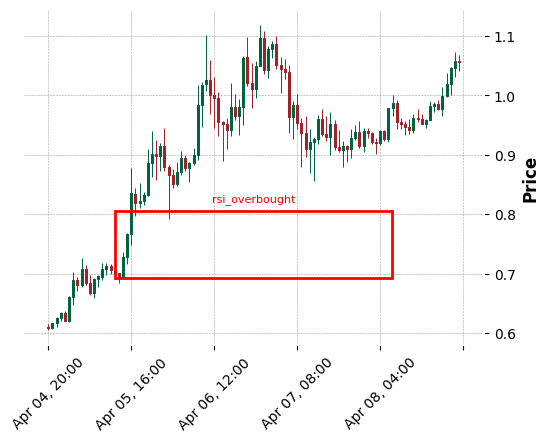 1.1
1.0
0.9
0.8
0.7
0.6
Price
rsi_overbought
Apr 04, 20:00
Apr 05, 16:00
Apr 06, 12:00
Apr 07, 08:00
Apr 08, 04:00